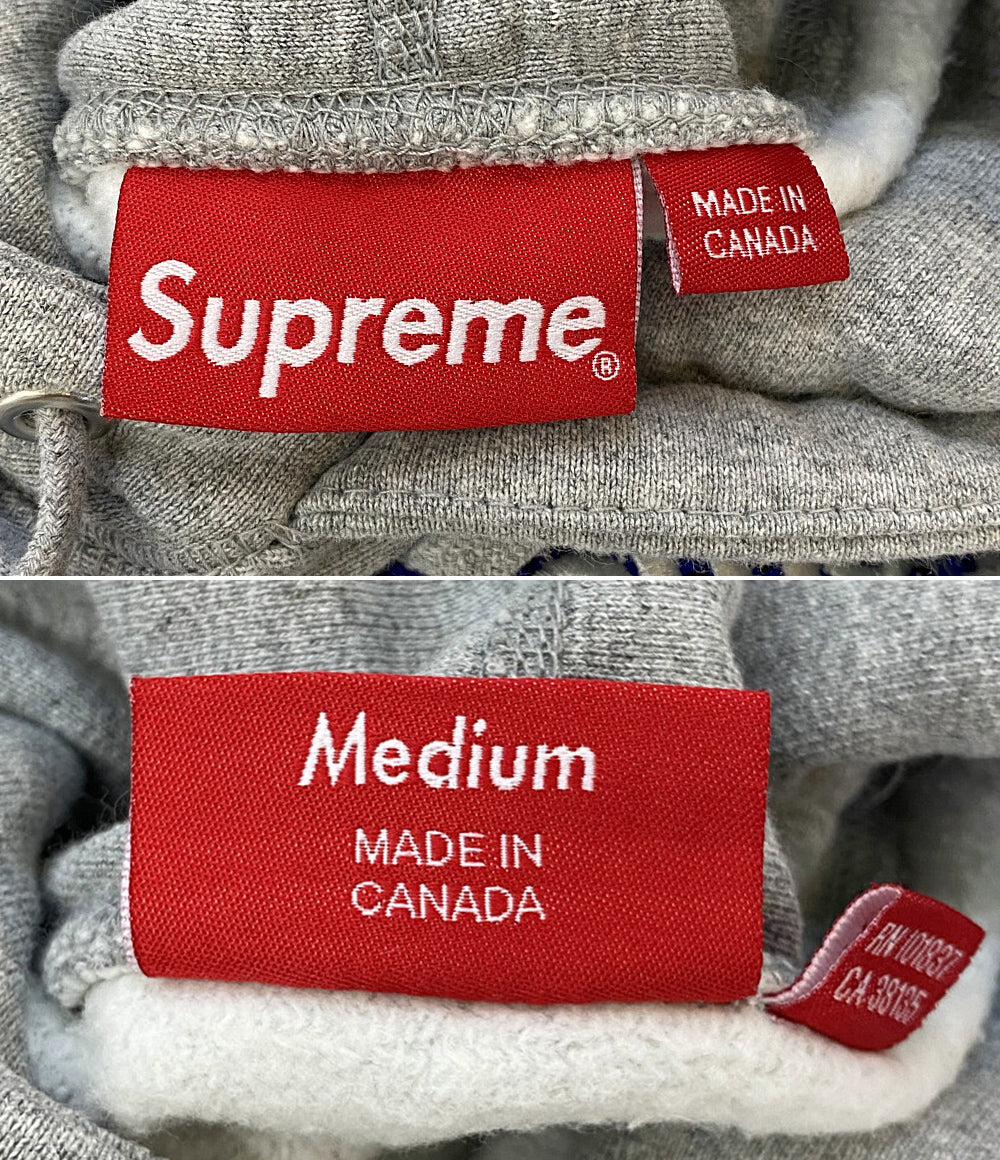 Supreme®
MADE IN
CANADA
Medium
MADE IN
CANADA
RN 101837
CA 38135